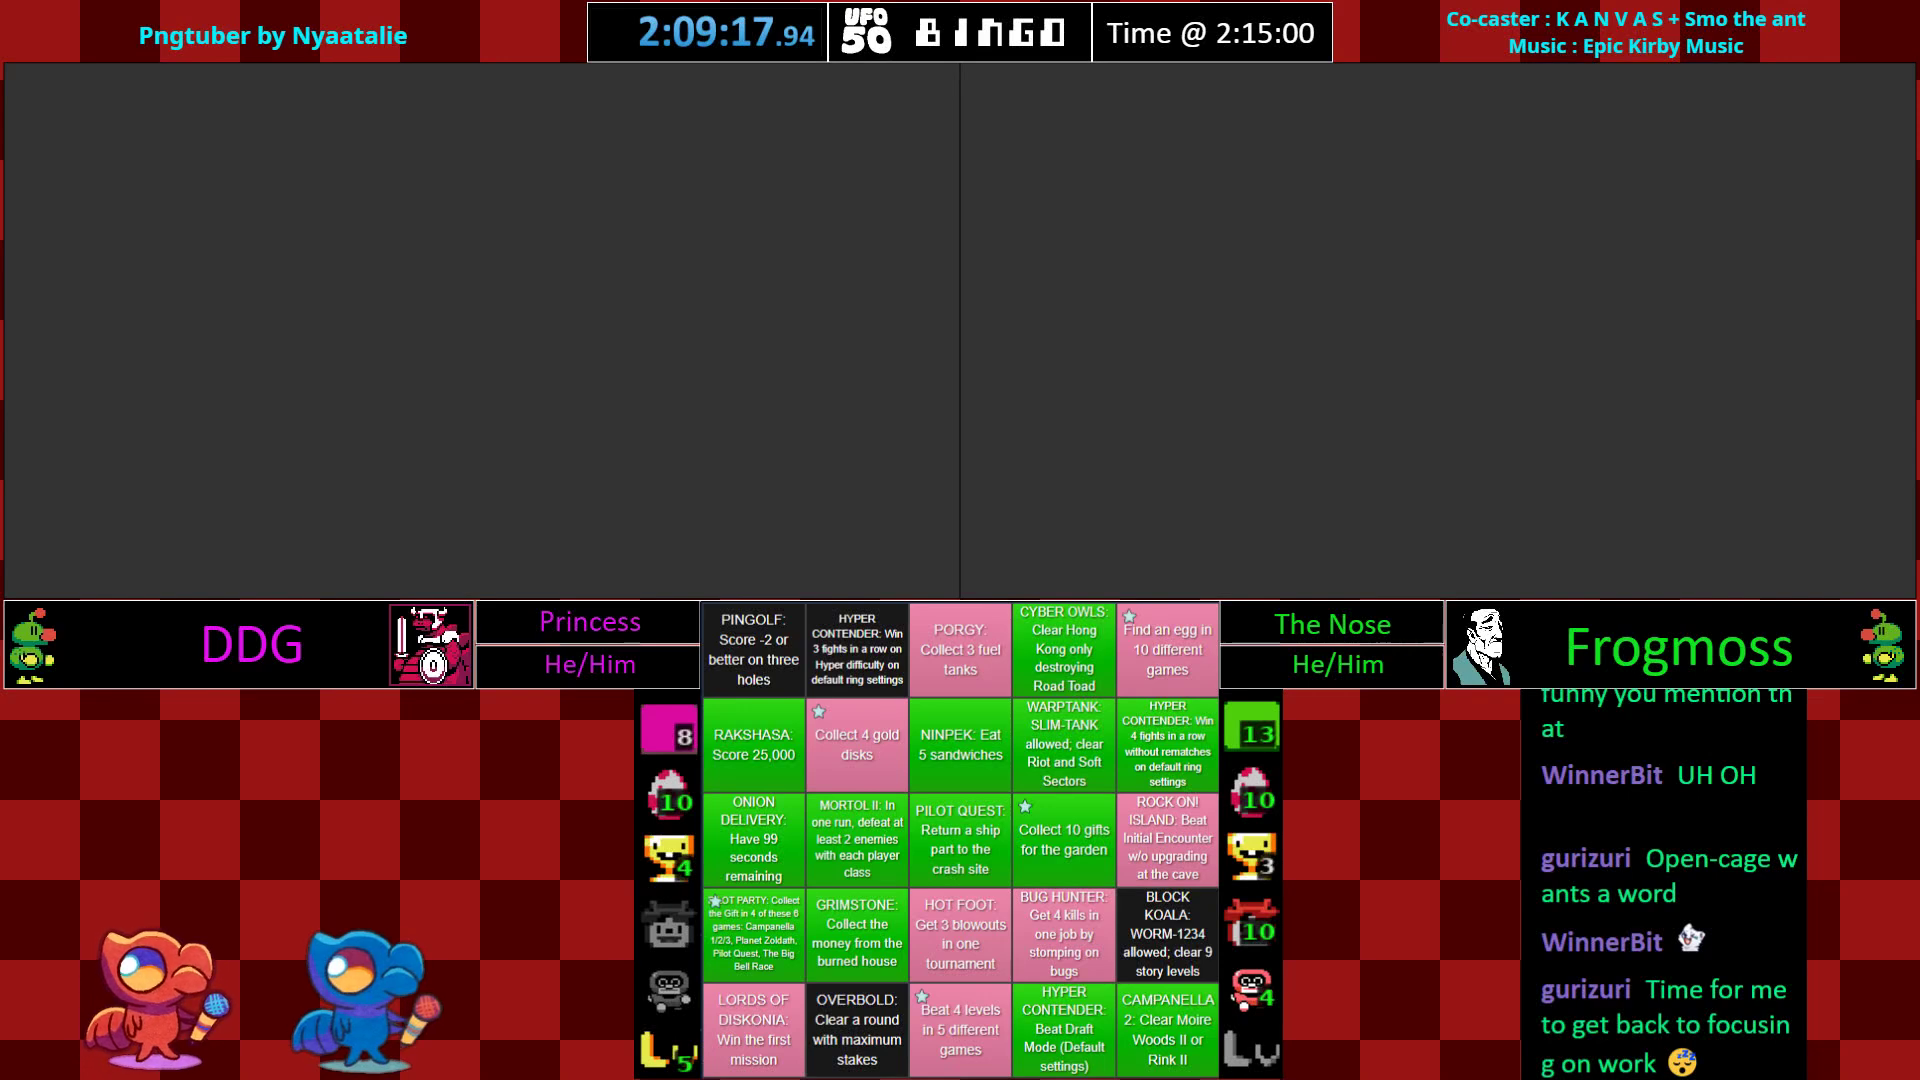 Pngtuber by Nyaatalie
2:09:17.94
UFO 50
BINGO
Time @ 2:15:00
Co-caster : K A N V A S + Smo the ant
Music : Epic Kirby Music
DDG
Princess
He/Him
The Nose
He/Him
Frogmoss
PINGOLF:
Score -2 or
better on three
holes
HYPER
CONTENDER: Win
3 fights in a row on
Hyper difficulty on
default ring settings
PORGY:
Collect 3 fuel
tanks
CYBER OWLS:
Clear Hong
Kong only
destroying
Road Toad
Find an egg in
10 different
games
RAKSHASA:
Score 25,000
Collect 4 gold
disks
NINPEK: Eat
5 sandwiches
WARPTANK:
SLIM-TANK
allowed; clear
Riot and Soft
Sectors
HYPER
CONTENDER: Win
4 fights in a row
without rematches
on default ring
settings
ONION
DELIVERY:
Have 99
seconds
remaining
MORTOL II: In
one run, defeat at
least 2 enemies
with each player
class
PILOT QUEST:
Return a ship
part to the
crash site
Collect 10 gifts
for the garden
ROCK ON!
ISLAND: Beat
Initial Encounter
w/o upgrading
at the cave
OT PARTY: Collect
the Gift in 4 of these 6
games: Campanella
1/2/3, Planet Zoldath,
Pilot Quest, The Big
Bell Race
GRIMSTONE:
Collect the
money from the
burned house
HOT FOOT:
Get 3 blowouts
in one
tournament
BUG HUNTER:
Get 4 kills in
one job by
stomping on
bugs
BLOCK
KOALA:
WORM-1234
allowed; clear 9
story levels
LORDS OF
DISKONIA:
Win the first
mission
OVERBOLD:
Clear a round
with maximum
stakes
Beat 4 levels
in 5 different
games
HYPER
CONTENDER:
Beat Draft
Mode (Default
settings)
CAMPANELLA
2: Clear Moire
Woods II or
Rink II
8
10
4
Lv 5
13
10
3
10
4
Lv
funny you mention th
at
WinnerBit UH OH
gurizuri Open-cage w
ants a word
WinnerBit
gurizuri Time for me
to get back to focusin
g on work